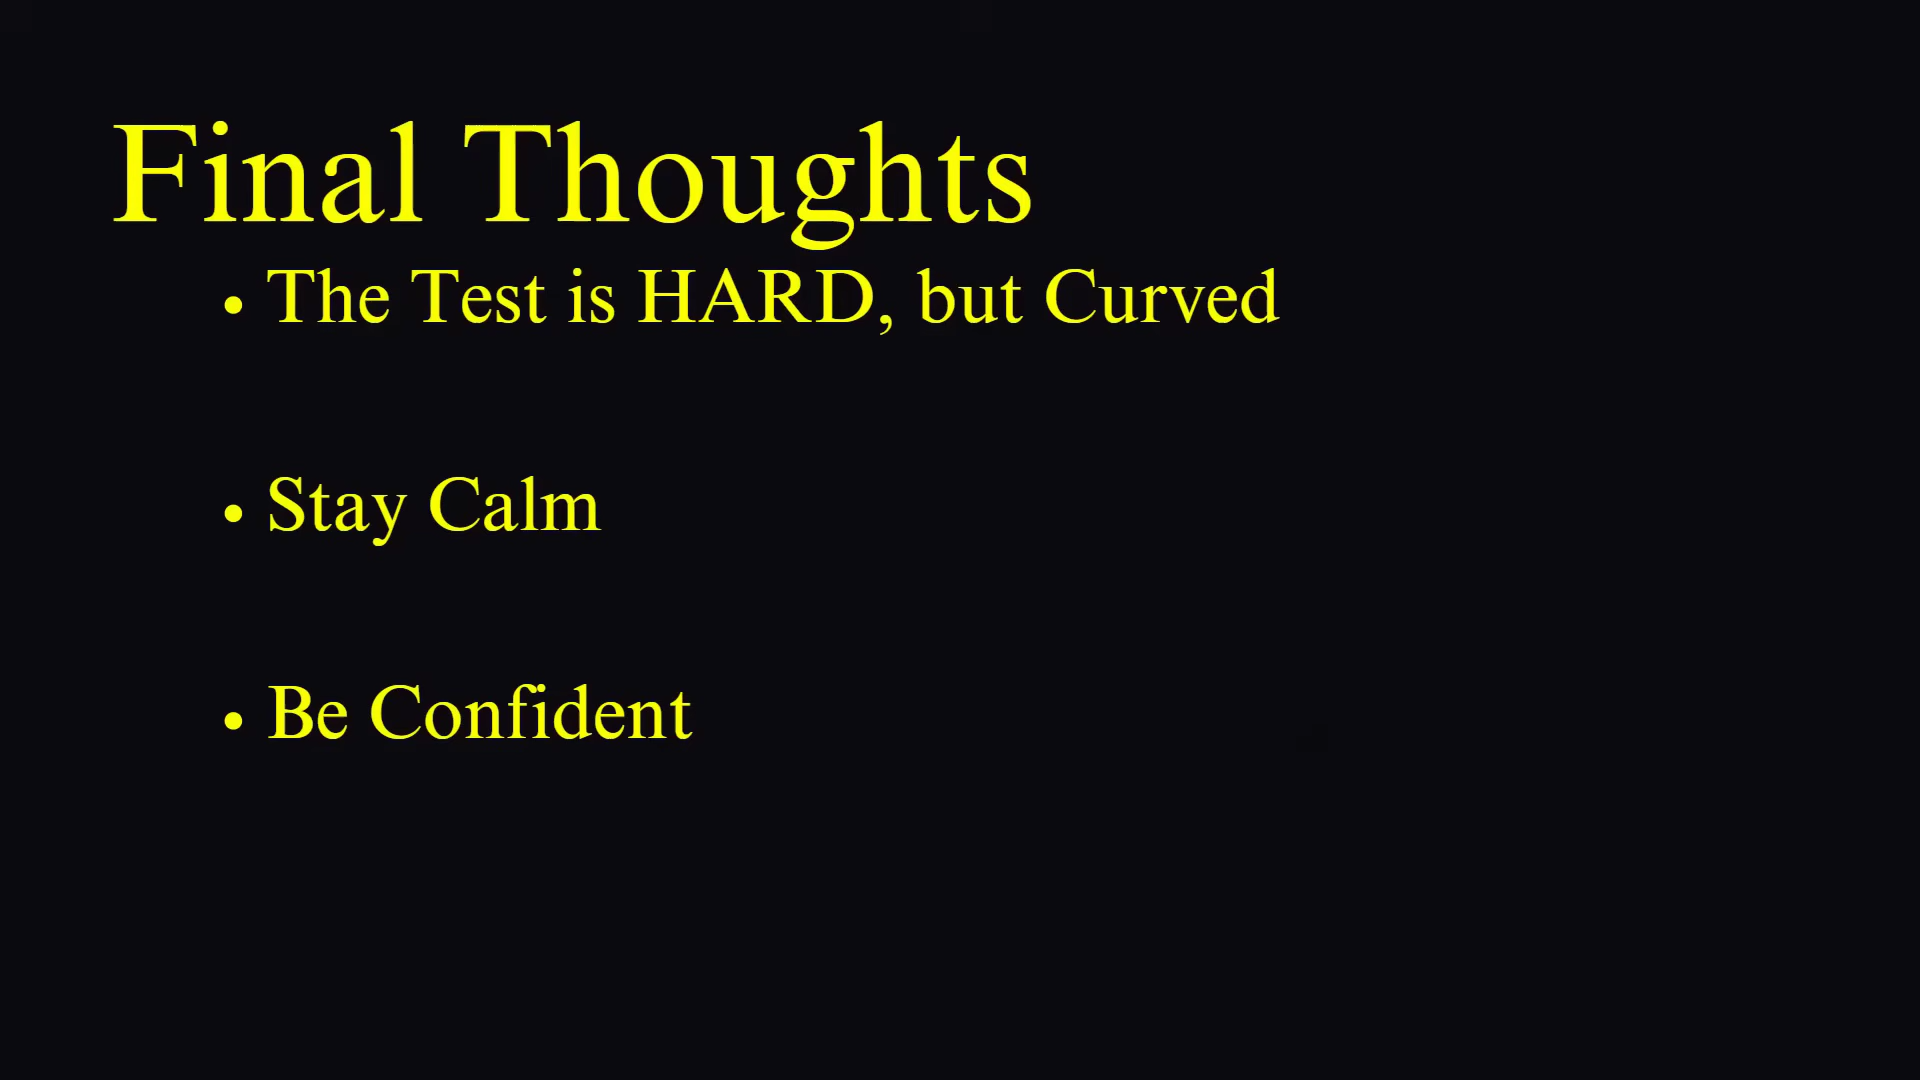 Final Thoughts
• The Test is HARD, but Curved
• Stay Calm
• Be Confident